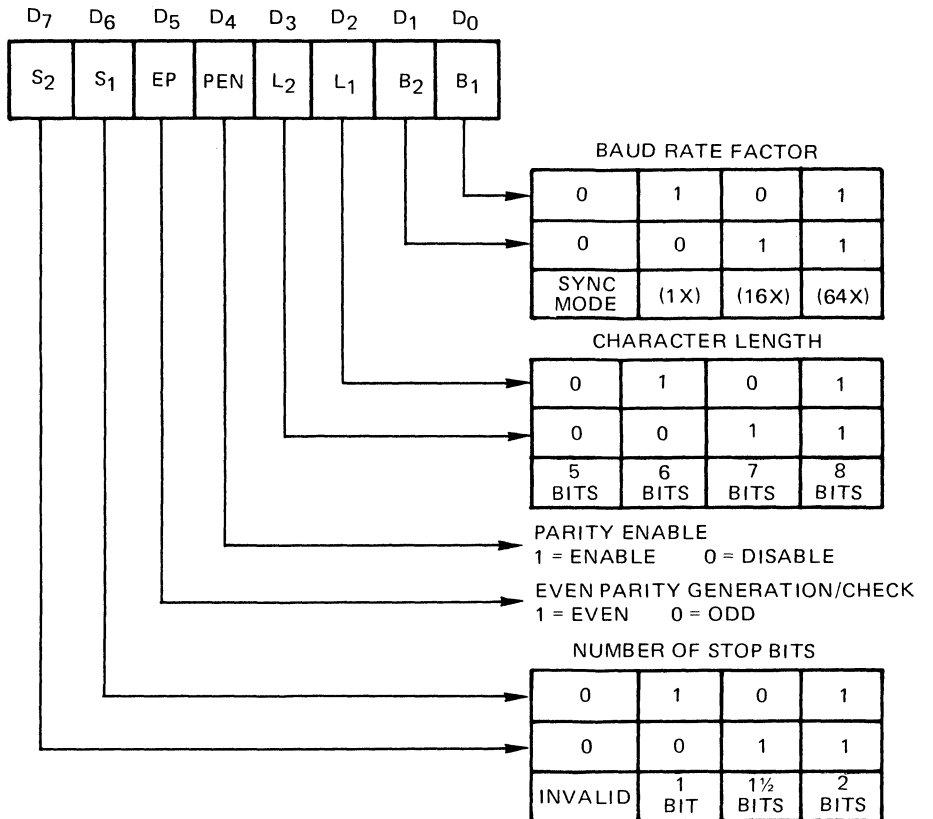 D7 D6 D5 D4 D3 D2 D1 D0
S2 S1 EP PEN L2 L1 B2 B1
BAUD RATE FACTOR
0 1 0 1
0 0 1 1
SYNC MODE (1X) (16X) (64X)
CHARACTER LENGTH
0 1 0 1
0 0 1 1
5 BITS 6 BITS 7 BITS 8 BITS
PARITY ENABLE
1 = ENABLE 0 = DISABLE
EVEN PARITY GENERATION/CHECK
1 = EVEN 0 = ODD
NUMBER OF STOP BITS
0 1 0 1
0 0 1 1
INVALID 1 BIT 1½ BITS 2 BITS